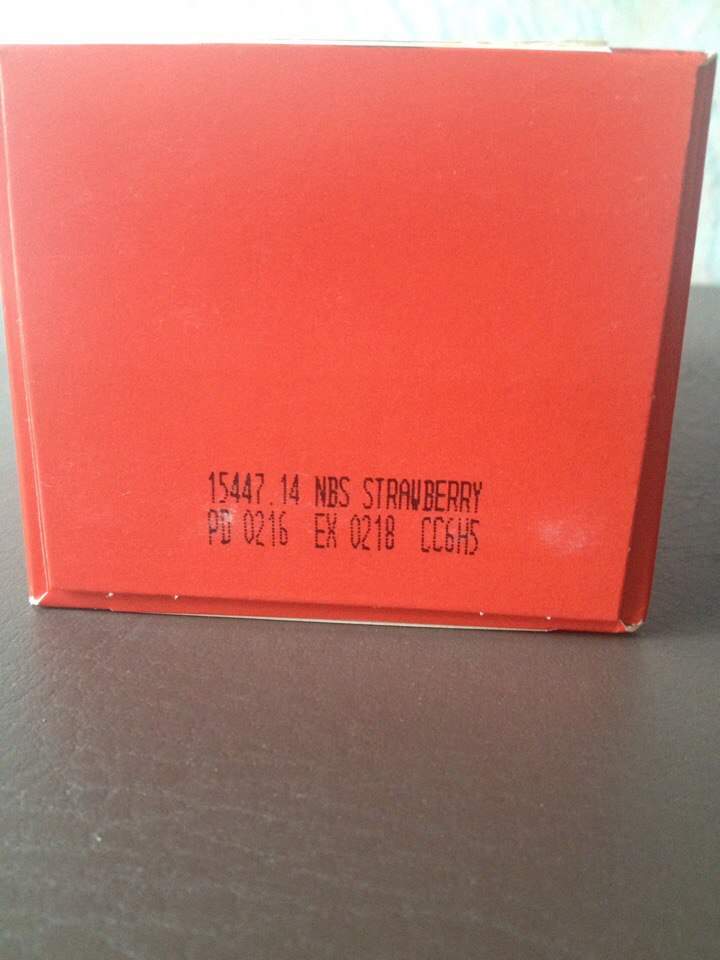 15447.14 NBS STRAWBERRY
PD 0216 EX 0218 CC6H5